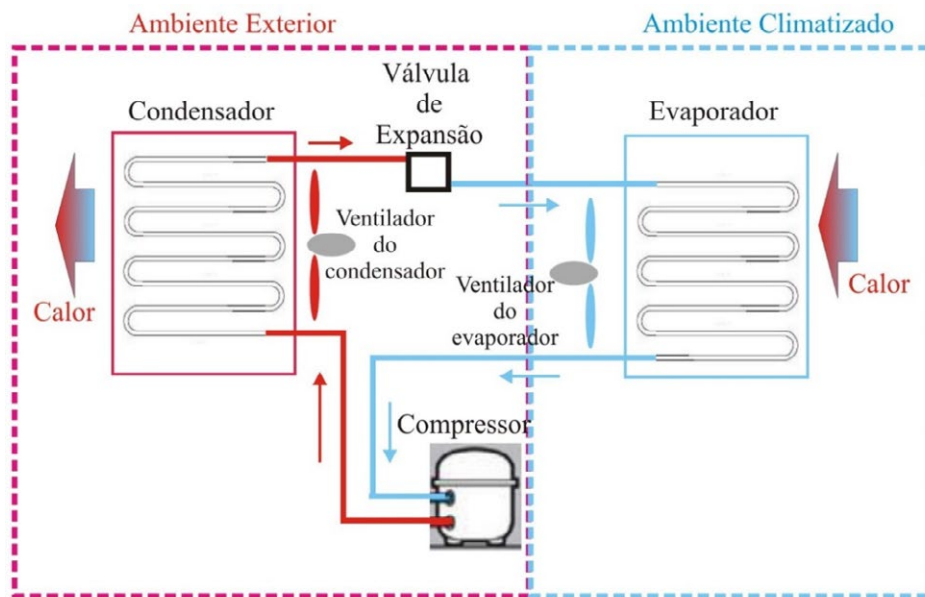 Ambiente Exterior
Ambiente Climatizado
Válvula
de
Expansão
Condensador
Evaporador
Ventilador
do
condensador
Calor
Ventilador
do
evaporador
Calor
Compressor